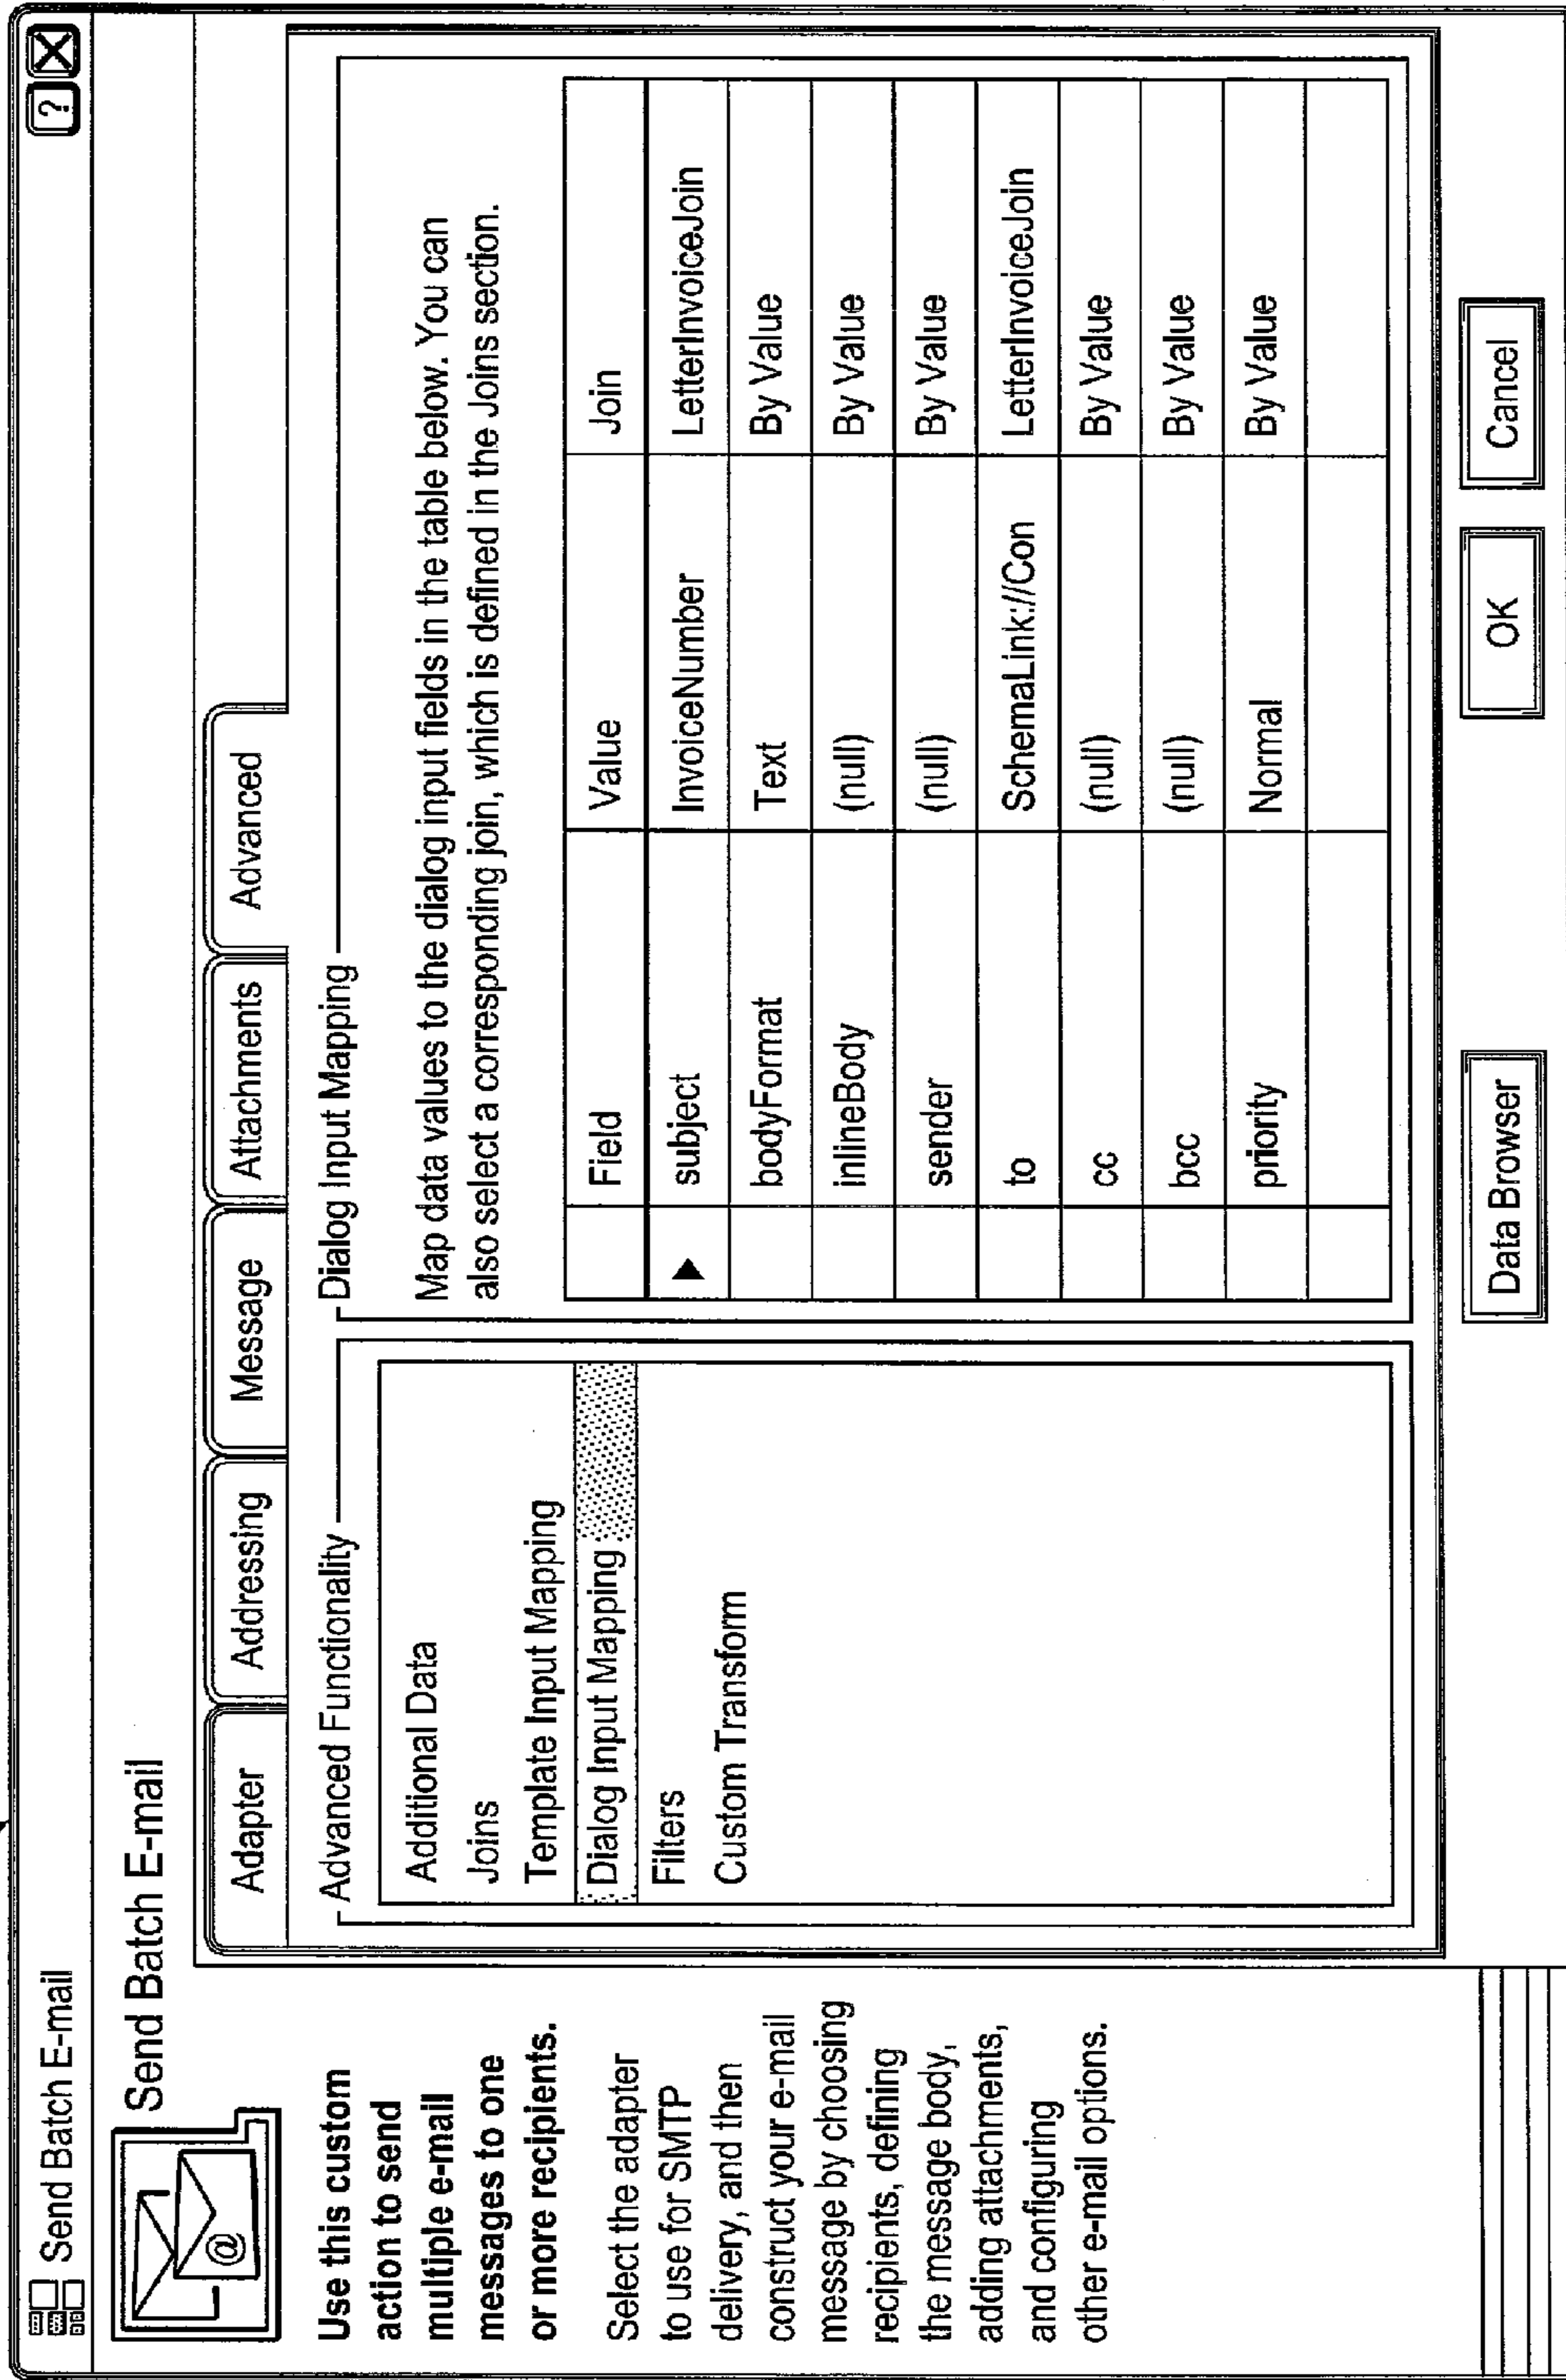 Send Batch E-mail
?
X
Send Batch E-mail
@
Use this custom
action to send
multiple e-mail
messages to one
or more recipients.
Select the adapter
to use for SMTP
delivery, and then
construct your e-mail
message by choosing
recipients, defining
the message body,
adding attachments,
and configuring
other e-mail options.
Adapter Addressing Message Attachments Advanced
Advanced Functionality
Additional Data
Joins
Template Input Mapping
Dialog Input Mapping
Filters
Custom Transform
Dialog Input Mapping
Map data values to the dialog input fields in the table below. You can
also select a corresponding join, which is defined in the Joins section.
Field Value Join
subject InvoiceNumber LetterInvoiceJoin
bodyFormat Text By Value
inlineBody (null) By Value
sender (null) By Value
to SchemaLink://Con LetterInvoiceJoin
cc (null) By Value
bcc (null) By Value
priority Normal By Value
Data Browser OK Cancel